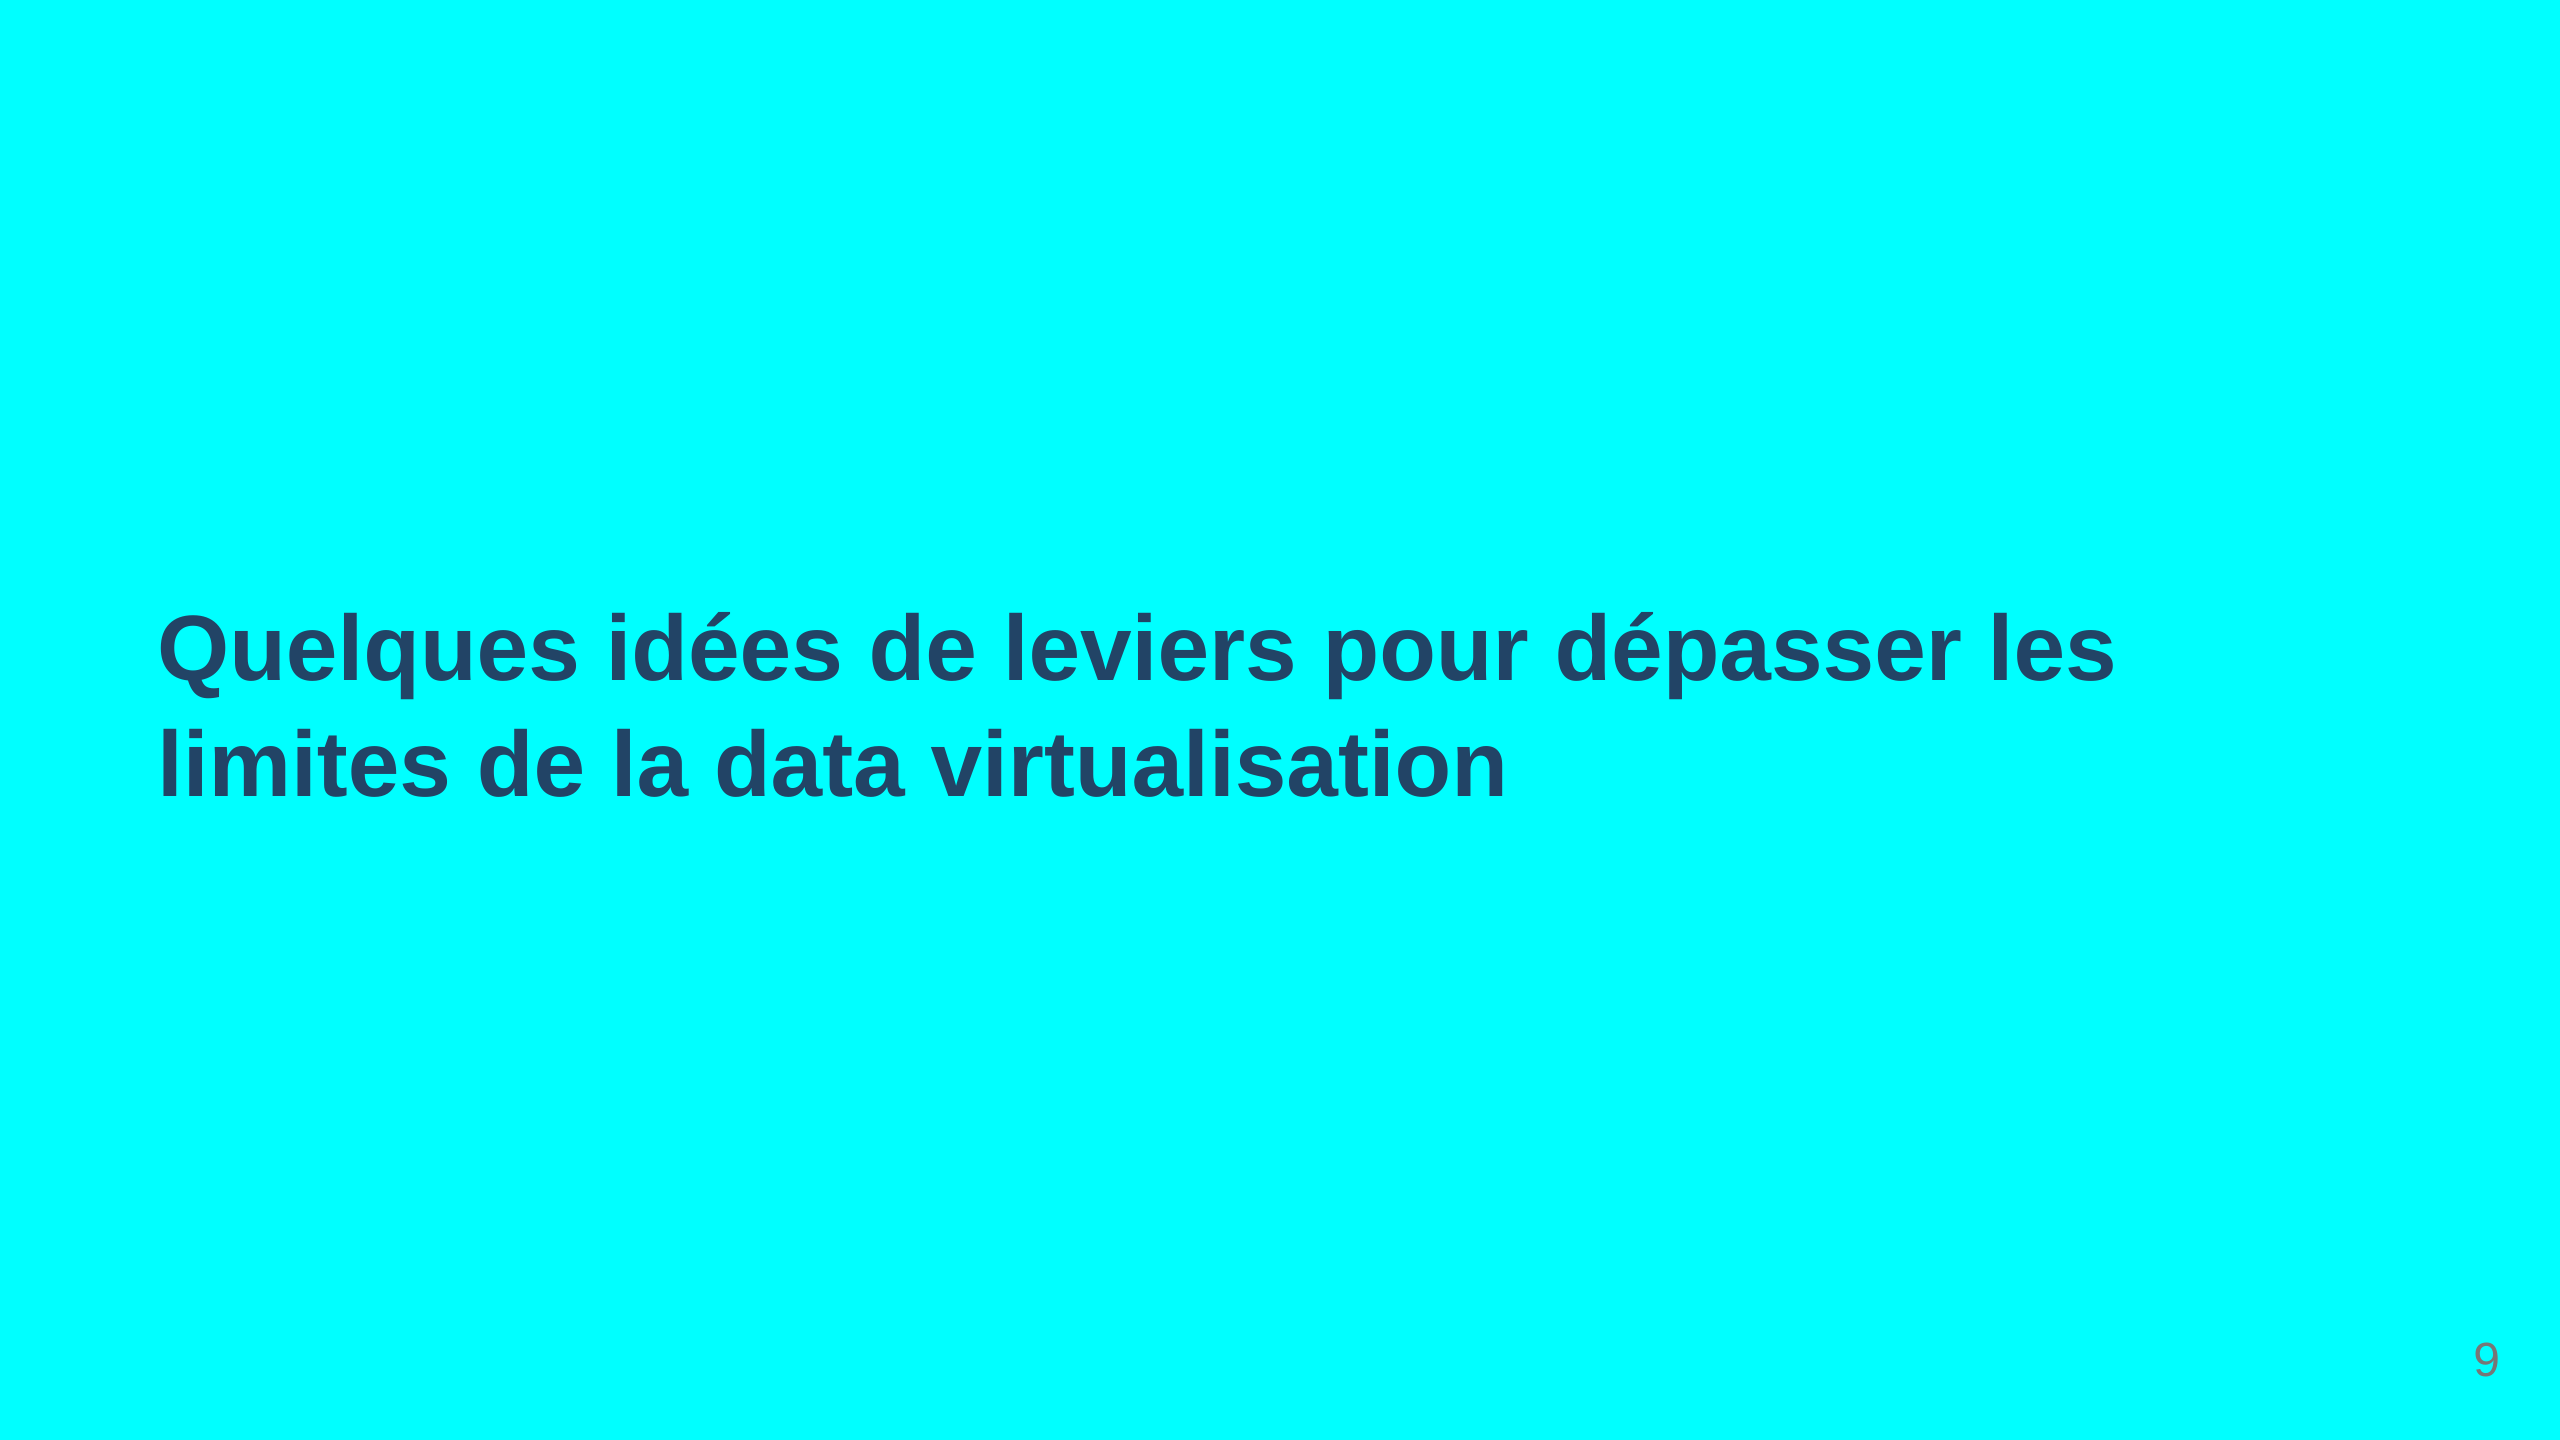 Quelques idées de leviers pour dépasser les
limites de la data virtualisation
9